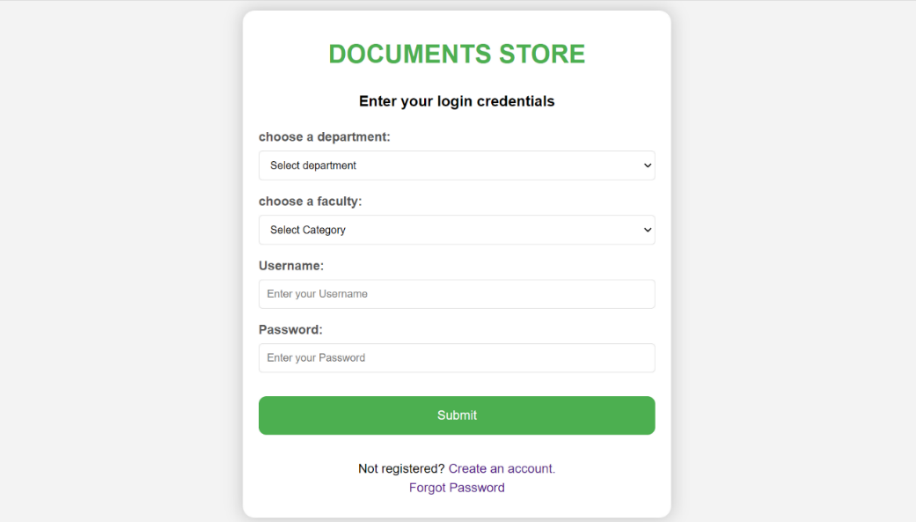 DOCUMENTS STORE
Enter your login credentials
choose a department:
Select department
choose a faculty:
Select Category
Username:
Enter your Username
Password:
Enter your Password
Submit
Not registered? Create an account.
Forgot Password